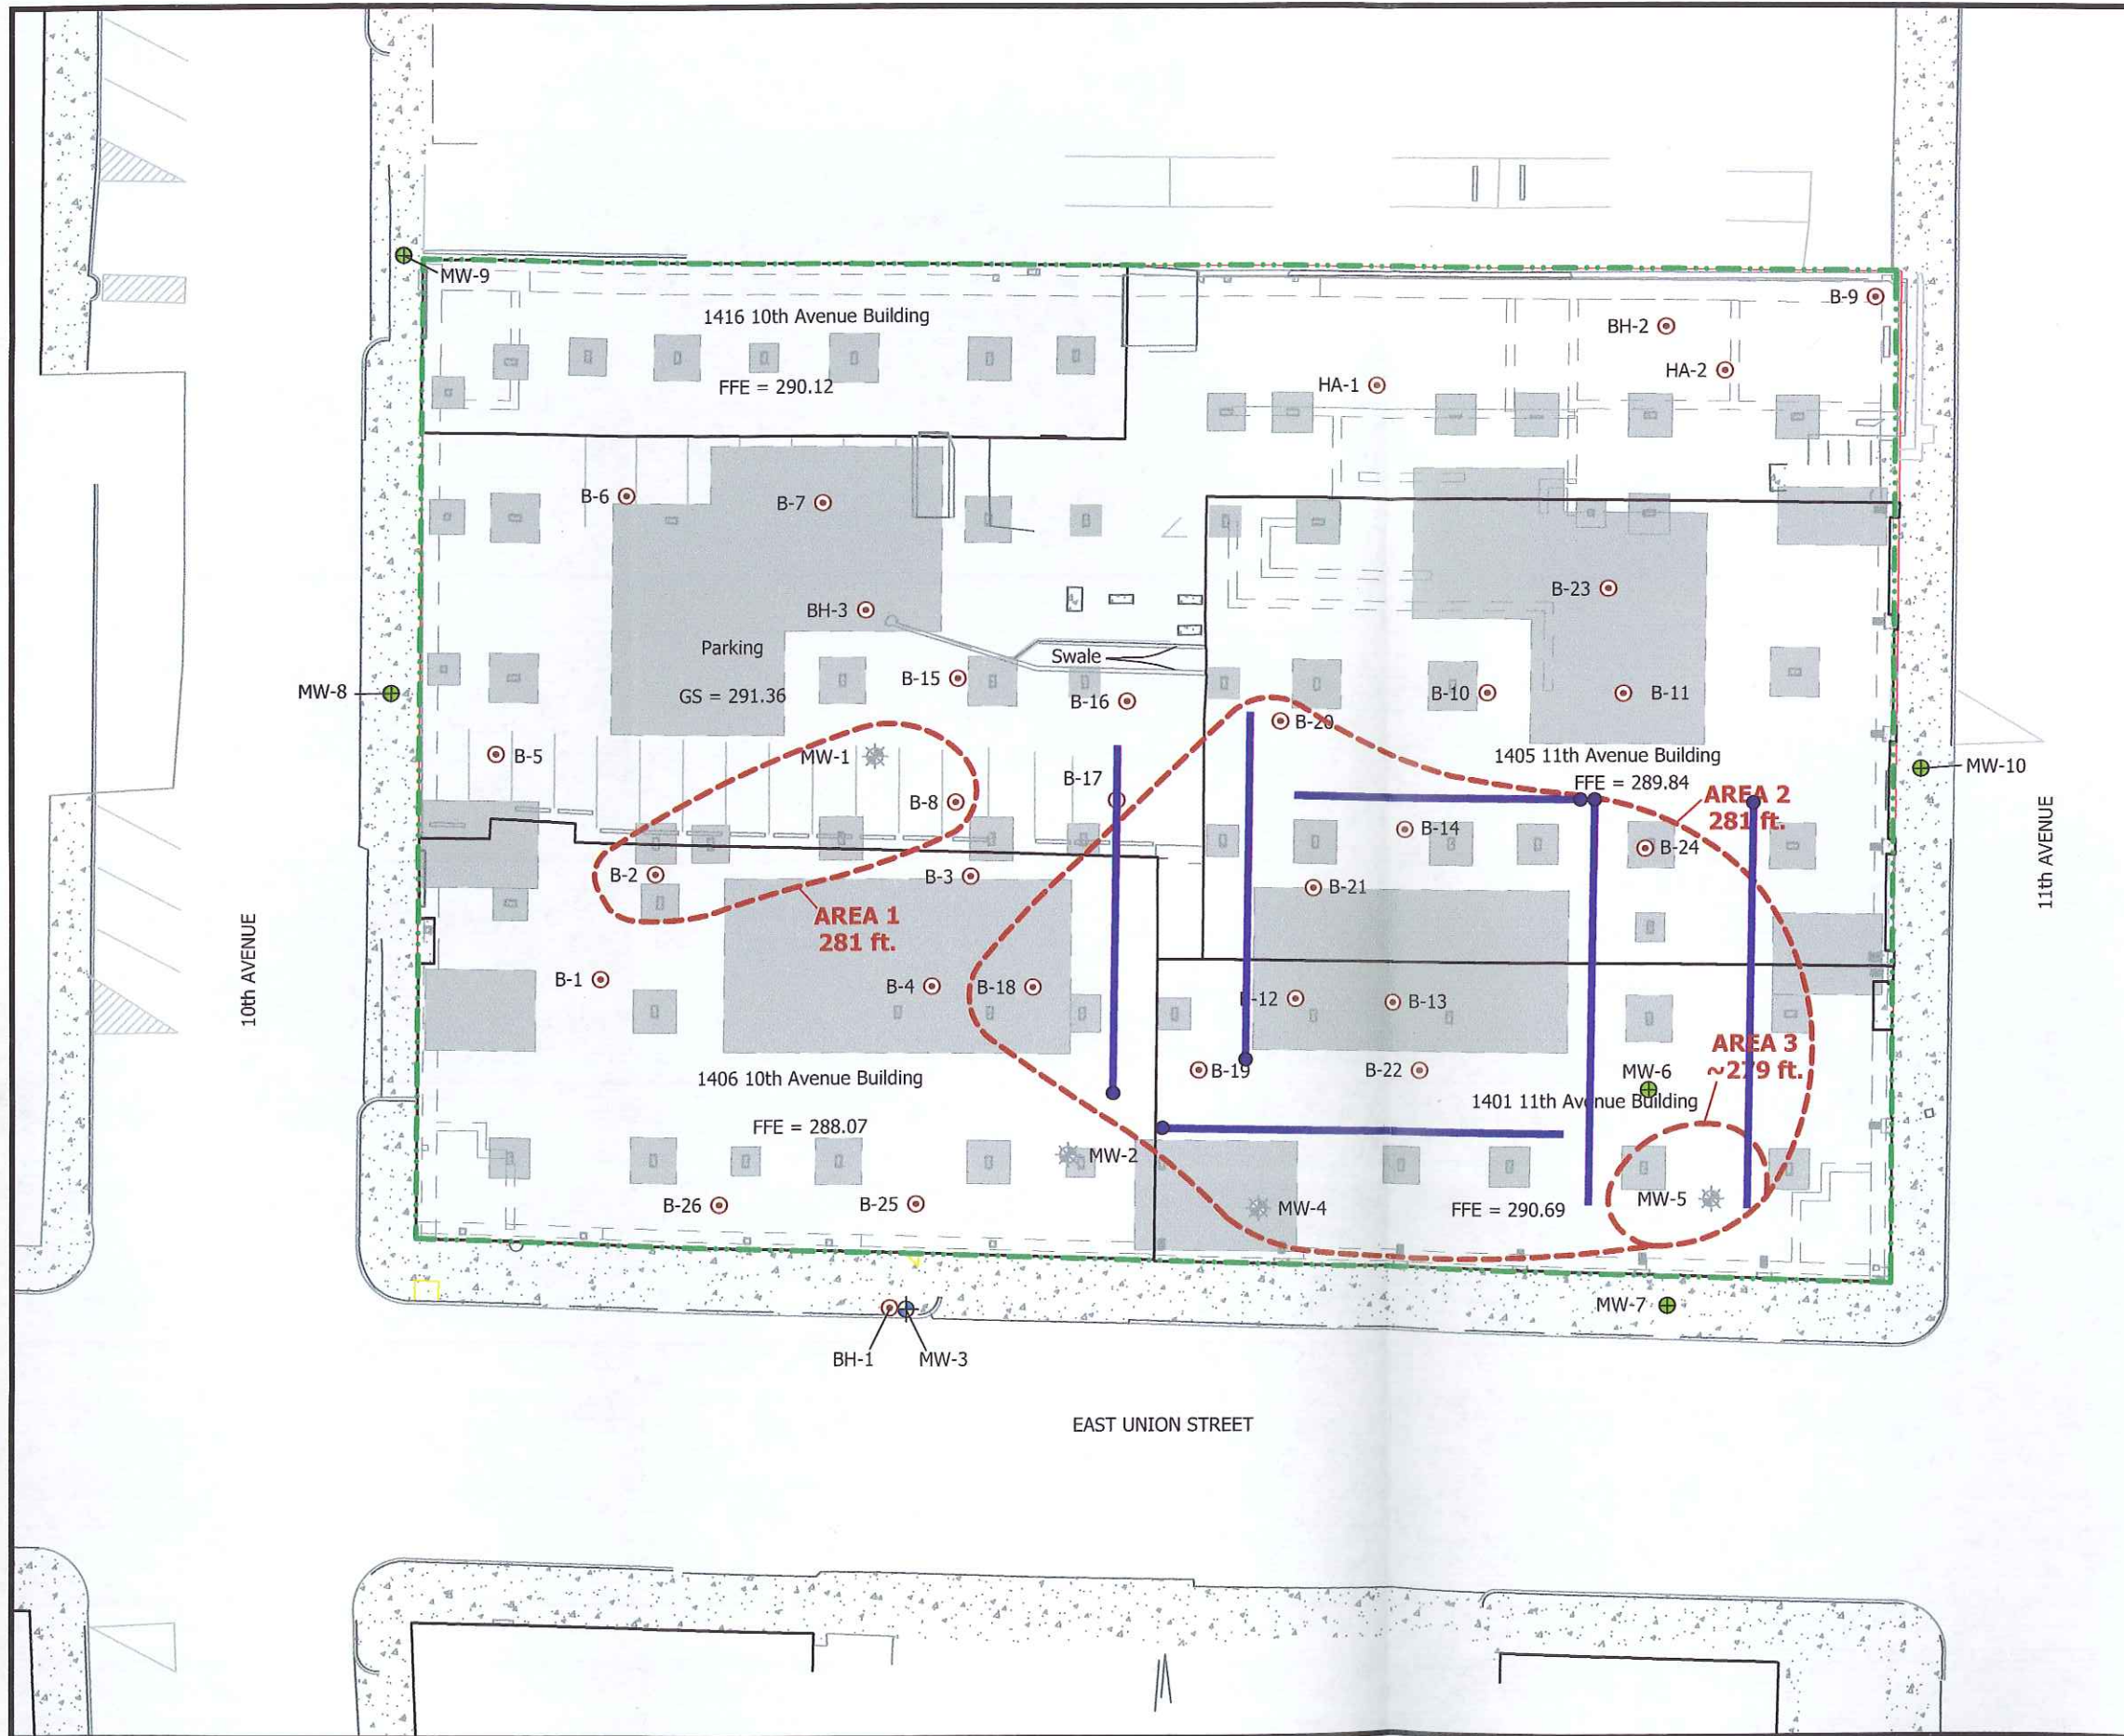 MW-9
B-9
1416 10th Avenue Building
BH-2
HA-2
FFE = 290.12
HA-1
B-6
B-7
B-23
BH-3
Parking
Swale
B-15
GS = 291.36
MW-8
B-16
B-10
B-11
B-20
B-5
MW-1
1405 11th Avenue Building
MW-10
B-17
FFE = 289.84
B-8
AREA 2
281 ft.
B-14
B-24
B-2
B-3
B-21
AREA 1
281 ft.
10th AVENUE
11th AVENUE
B-1
B-4
B-18
-12
B-13
AREA 3
~279 ft.
B-19
B-22
MW-6
1406 10th Avenue Building
1401 11th Avenue Building
FFE = 288.07
MW-2
B-26
B-25
MW-4
FFE = 290.69
MW-5
MW-7
BH-1
MW-3
EAST UNION STREET